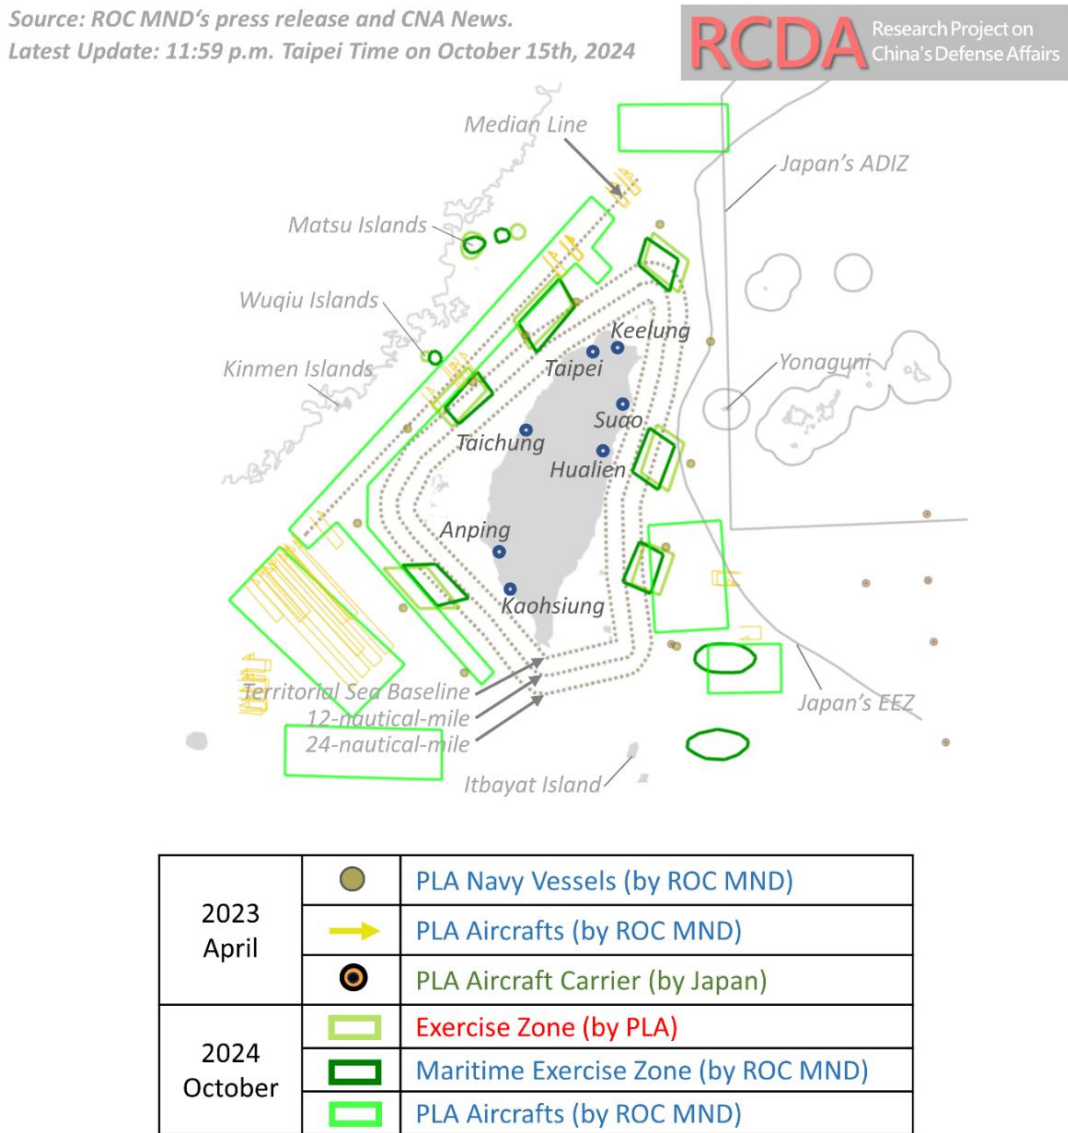 Source: ROC MND's press release and CNA News.
Latest Update: 11:59 p.m. Taipei Time on October 15th, 2024
RCDA
Research Project on
China's Defense Affairs
Median Line
Japan's ADIZ
Matsu Islands
Wuqiu Islands
Keelung
Kinmen Islands
Taipei
Yonaguni
Suao
Taichung
Hualien
Anping
Kaohsiung
Territorial Sea Baseline
12-nautical-mile
Japan's EEZ
24-nautical-mile
Itbayat Island
2023
April
PLA Navy Vessels (by ROC MND)
PLA Aircrafts (by ROC MND)
PLA Aircraft Carrier (by Japan)
2024
October
Exercise Zone (by PLA)
Maritime Exercise Zone (by ROC MND)
PLA Aircrafts (by ROC MND)